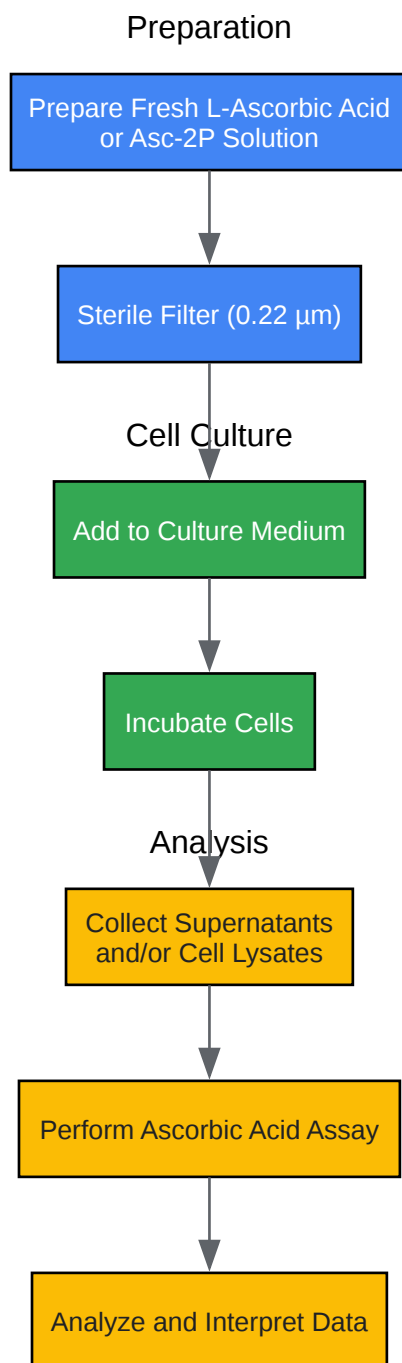 Preparation
Prepare Fresh L-Ascorbic Acid
or Asc-2P Solution
Sterile Filter (0.22 µm)
Cell Culture
Add to Culture Medium
Incubate Cells
Analysis
Collect Supernatants
and/or Cell Lysates
Perform Ascorbic Acid Assay
Analyze and Interpret Data